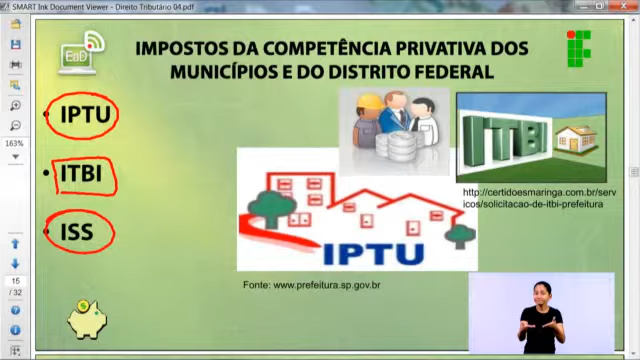 SMART Ink Document Viewer - Direito Tributário 04.pdf
EaD
IMPOSTOS DA COMPETÊNCIA PRIVATIVA DOS
MUNICÍPIOS E DO DISTRITO FEDERAL
• IPTU
• ITBI
• ISS
ITBI
http://certidoesmaringa.com.br/serv
icos/solicitacao-de-itbi-prefeitura
IPTU
Fonte: www.prefeitura.sp.gov.br
163%
15
/ 32